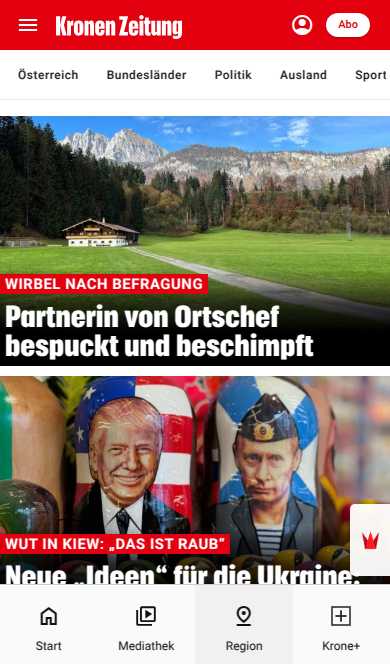 Kronen Zeitung
Abo
Österreich Bundesländer Politik Ausland Sport
WIRBEL NACH BEFRAGUNG
Partnerin von Ortschef
bespuckt und beschimpft
WUT IN KIEW: „DAS IST RAUB“
Neue „Ideen“ für die Ukraine:
Start Mediathek Region Krone+